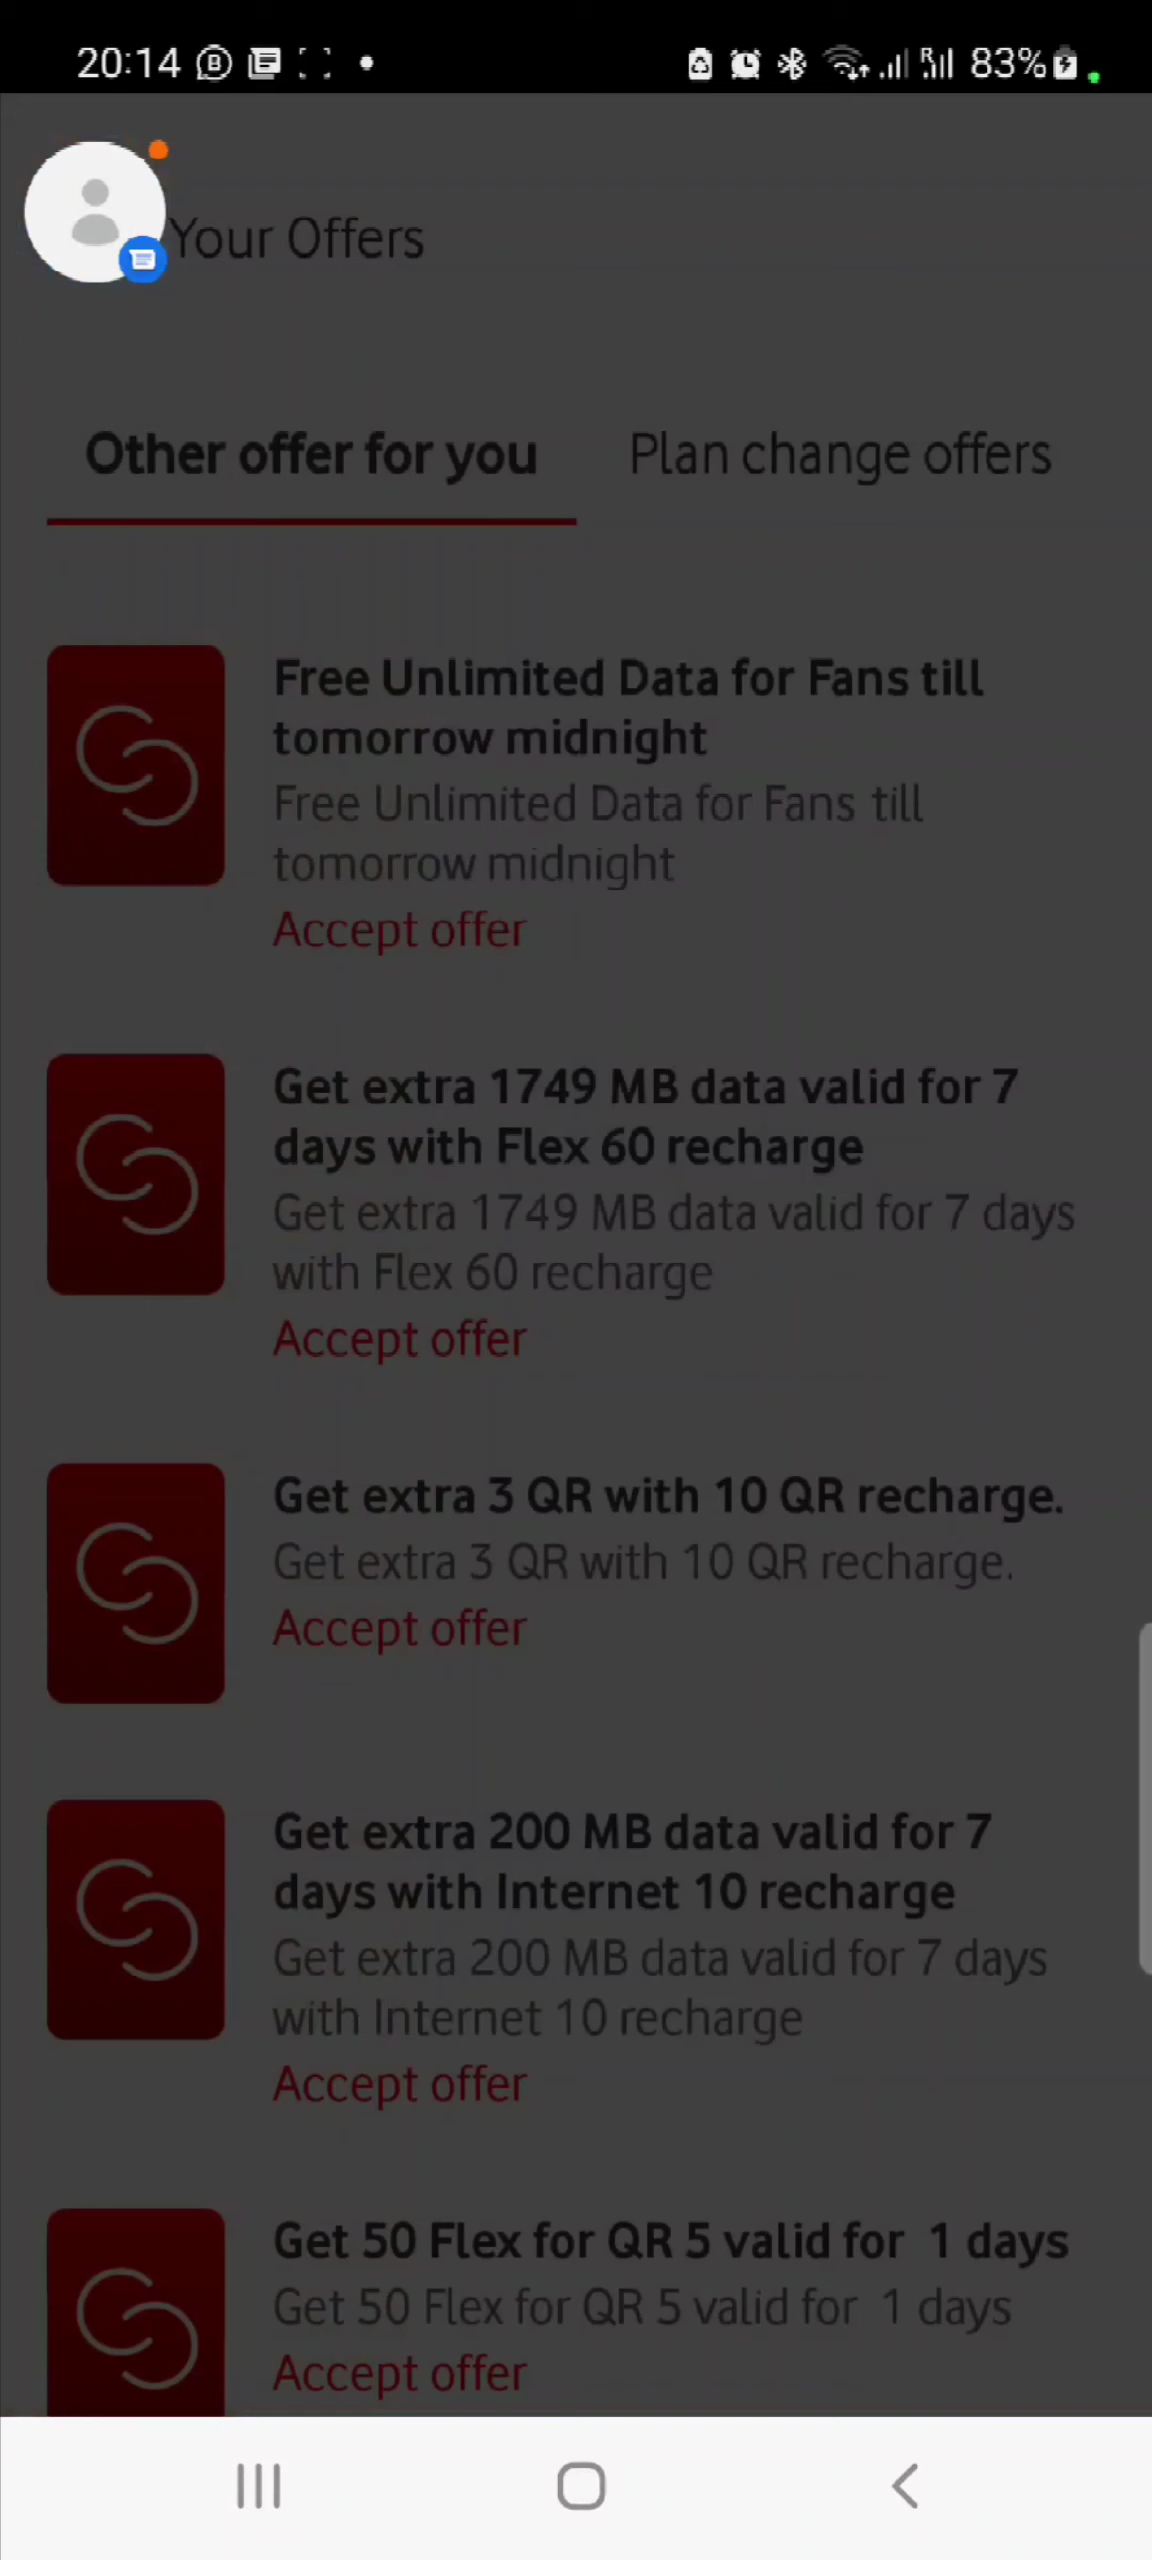 20:14
83%
Your Offers
Other offer for you
Plan change offers
Free Unlimited Data for Fans till
tomorrow midnight
Free Unlimited Data for Fans till
tomorrow midnight
Accept offer
Get extra 1749 MB data valid for 7
days with Flex 60 recharge
Get extra 1749 MB data valid for 7 days
with Flex 60 recharge
Accept offer
Get extra 3 QR with 10 QR recharge.
Get extra 3 QR with 10 QR recharge.
Accept offer
Get extra 200 MB data valid for 7
days with Internet 10 recharge
Get extra 200 MB data valid for 7 days
with Internet 10 recharge
Accept offer
Get 50 Flex for QR 5 valid for  1 days
Get 50 Flex for QR 5 valid for  1 days
Accept offer